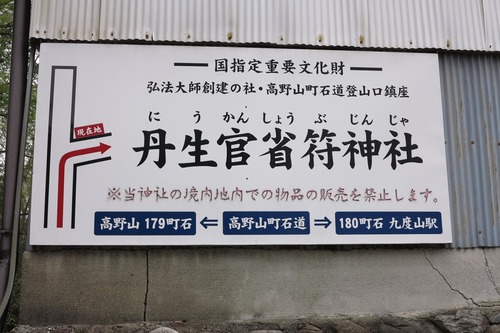 国指定重要文化財
弘法大師創建の社・高野山町石道登山口鎮座
にうかんしょうぶじんじゃ
丹生官省符神社
現在地
※当神社の境内地内での物品の販売を禁止します。
高野山 179町石 ⇐ 高野山町石道 ⇒ 180町石 九度山駅